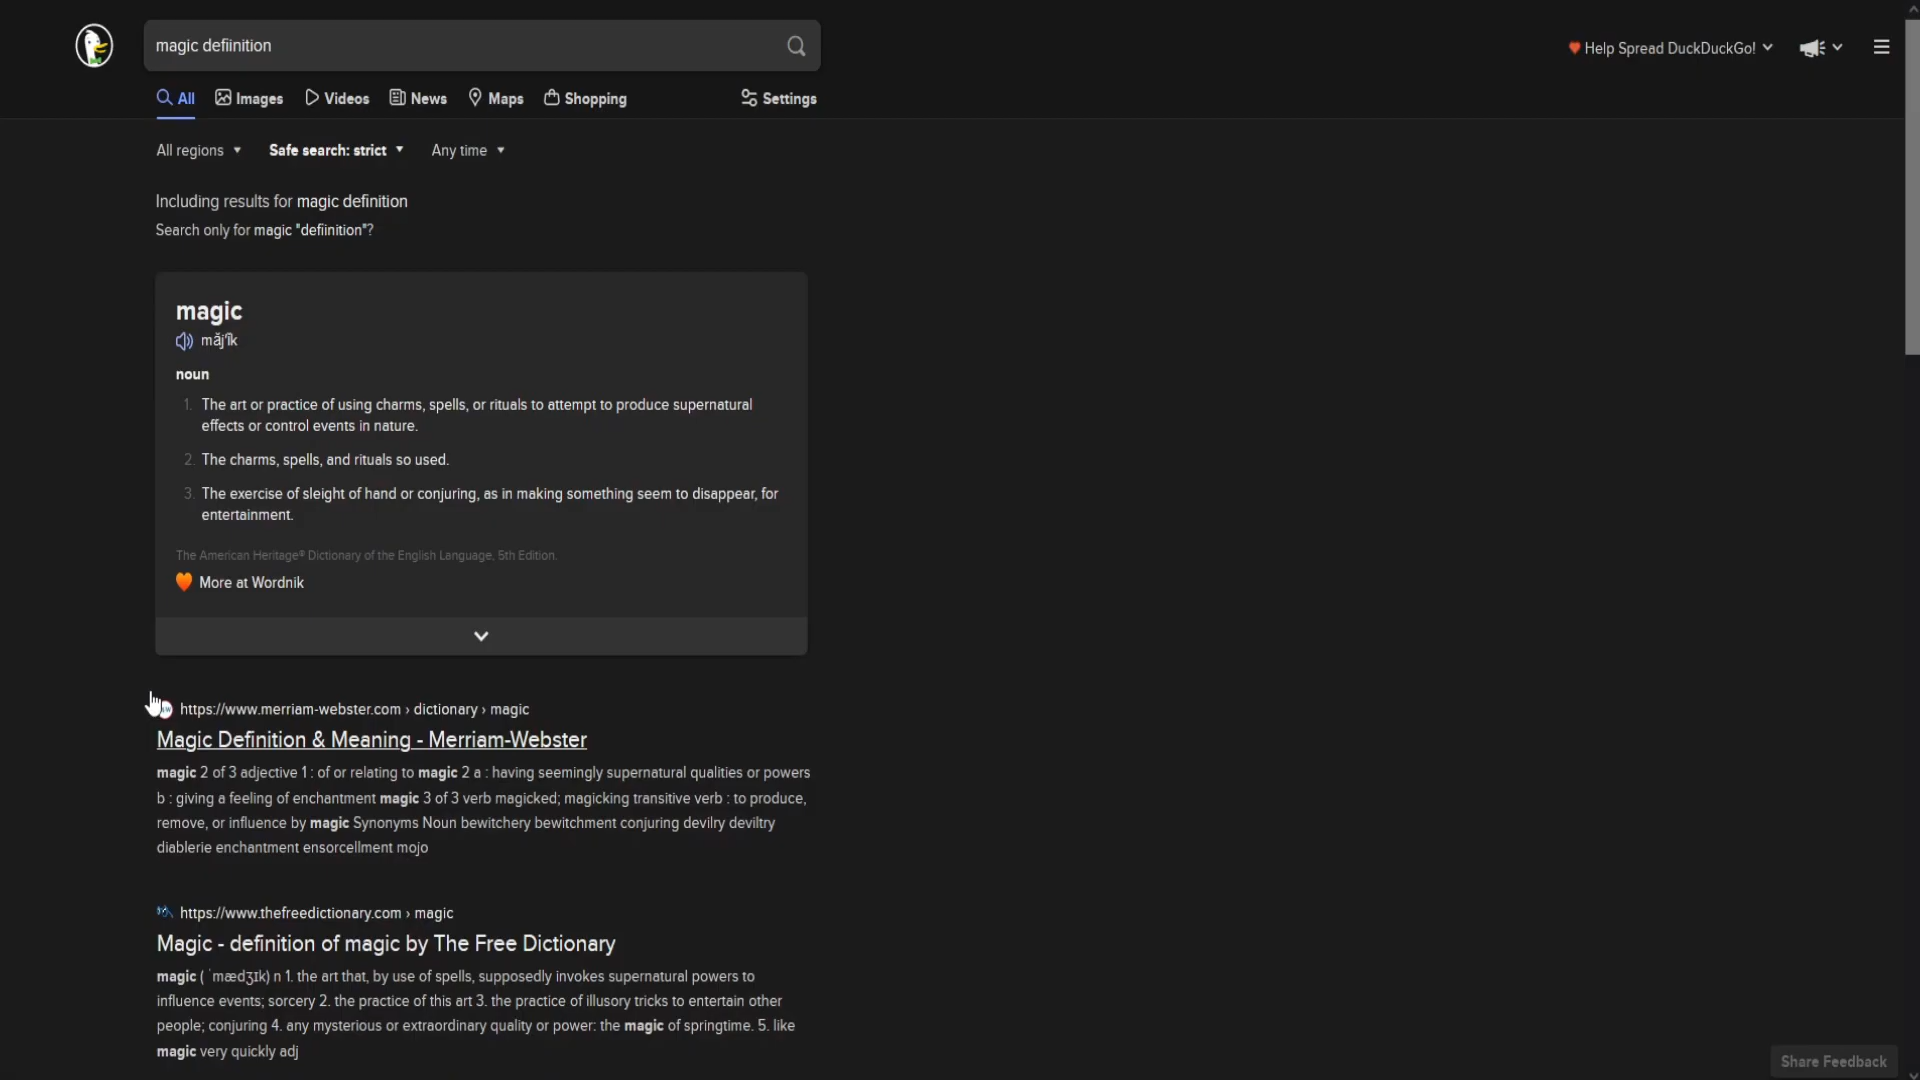 magic defiinition
Help Spread DuckDuckGo!
All
Images
Videos
News
Maps
Shopping
Settings
All regions
Safe search: strict
Any time
Including results for magic definition
Search only for magic "defiinition"?
magic
măj′ĭk
noun
1. The art or practice of using charms, spells, or rituals to attempt to produce supernatural
effects or control events in nature.
2. The charms, spells, and rituals so used.
3. The exercise of sleight of hand or conjuring, as in making something seem to disappear, for
entertainment.
The American Heritage® Dictionary of the English Language, 5th Edition.
More at Wordnik
https://www.merriam-webster.com › dictionary › magic
Magic Definition & Meaning - Merriam-Webster
magic 2 of 3 adjective 1 : of or relating to magic 2 a : having seemingly supernatural qualities or powers
b : giving a feeling of enchantment magic 3 of 3 verb magicked; magicking transitive verb : to produce,
remove, or influence by magic Synonyms Noun bewitchery bewitchment conjuring devilry deviltry
diablerie enchantment ensorcellment mojo
https://www.thefreedictionary.com › magic
Magic - definition of magic by The Free Dictionary
magic ( ˈmædʒɪk) n 1. the art that, by use of spells, supposedly invokes supernatural powers to
influence events; sorcery 2. the practice of this art 3. the practice of illusory tricks to entertain other
people; conjuring 4. any mysterious or extraordinary quality or power: the magic of springtime. 5. like
magic very quickly adj
Share Feedback